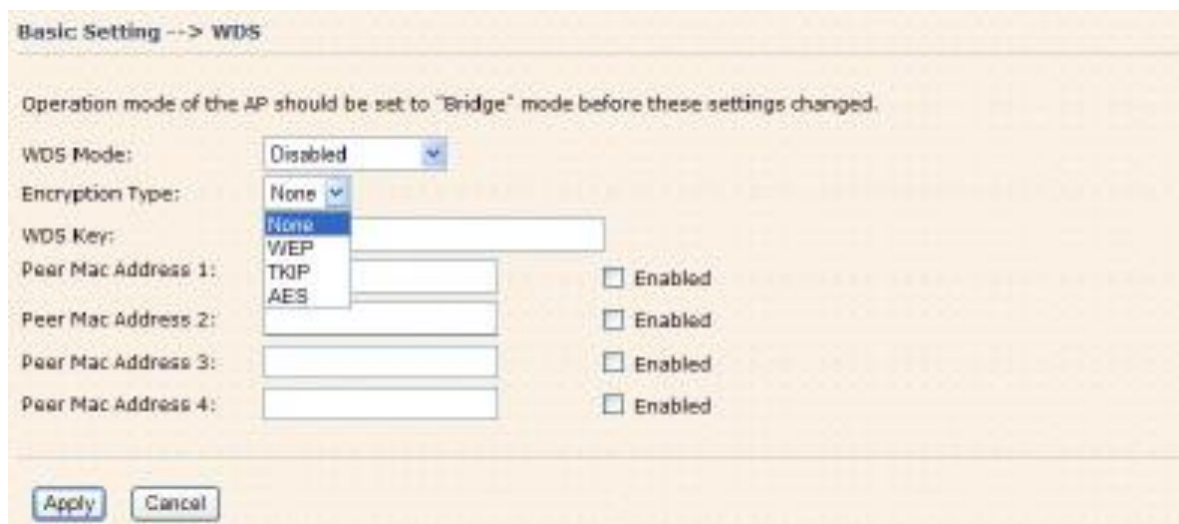 Basic Setting --> WDS
Operation mode of the AP should be set to "Bridge" mode before these settings changed.
WDS Mode: Disabled
Encryption Type: None
None
WDS Key:
WEP
Peer Mac Address 1: TKIP Enabled
AES
Peer Mac Address 2: Enabled
Peer Mac Address 3: Enabled
Peer Mac Address 4: Enabled
Apply Cancel